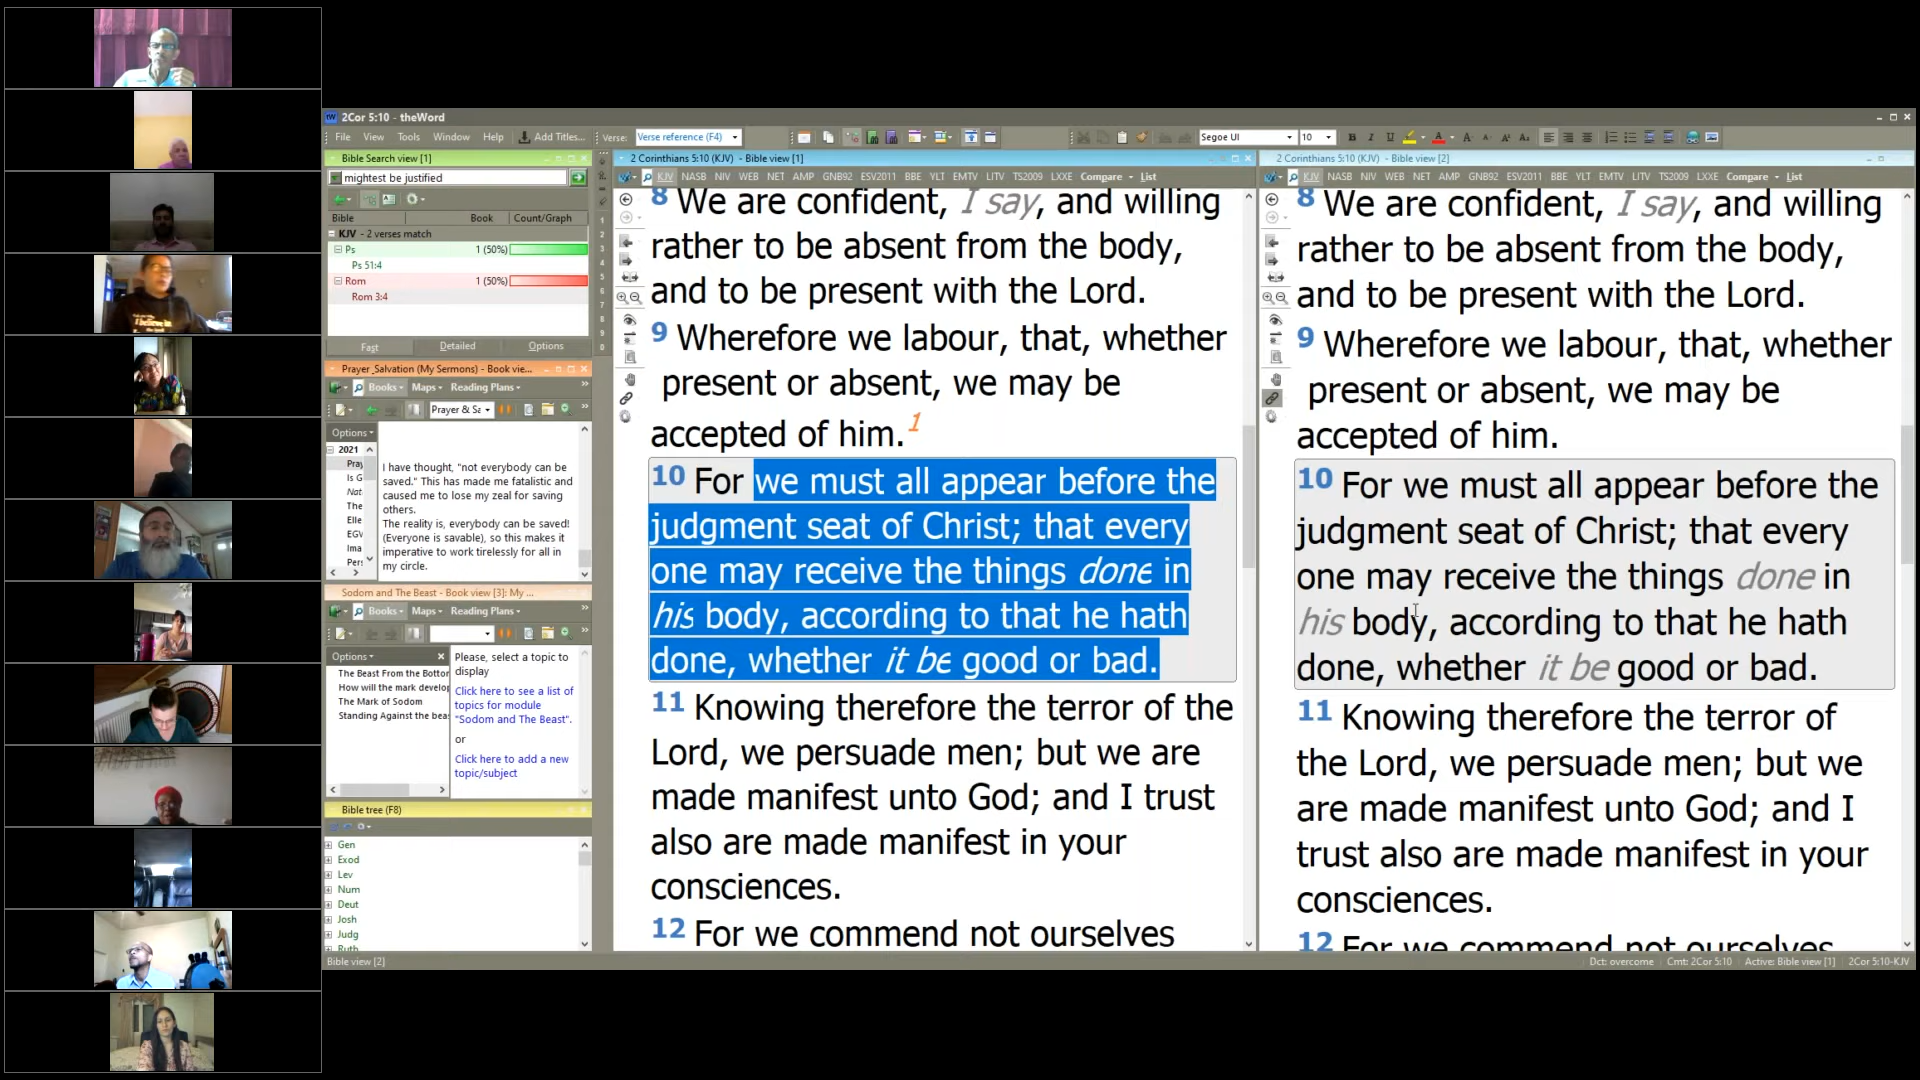 2Cor 5:10 - theWord
File View Tools Window Help Add Titles... Verse: Verse reference (F4) Segoe UI 10
Bible Search view [1]
mightest be justified
Bible Book Count/Graph
KJV - 2 verses match
Ps 1 (50%)
Ps 51:4
Rom 1 (50%)
Rom 3:4
Fast Detailed Options
Prayer_Salvation (My Sermons) - Book vie...
Books Maps Reading Plans
Prayer & Sa
Options
2021
Pray
Is G
Nat
The
Elle
EGV
Ima
Per
I have thought, "not everybody can be
saved." This has made me fatalistic and
caused me to lose my zeal for saving
others.
The reality is, everybody can be saved!
(Everyone is savable), so this makes it
imperative to work tirelessly for all in
my circle.
Sodom and The Beast - Book view [3]: My ...
Books Maps Reading Plans
Options
The Beast From the Bottor
How will the mark develop
The Mark of Sodom
Standing Against the beas
Please, select a topic to
display
Click here to see a list of
topics for module
"Sodom and The Beast".
or
Click here to add a new
topic/subject
Bible tree (F8)
Gen
Exod
Lev
Num
Deut
Josh
Judg
Ruth
Bible view [2]
2 Corinthians 5:10 (KJV) - Bible view [1]
KJV NASB NIV WEB NET AMP GNB92 ESV2011 BBE YLT EMTV LITV TS2009 LXXE Compare List
8 We are confident, I say, and willing
rather to be absent from the body,
and to be present with the Lord.
9 Wherefore we labour, that, whether
present or absent, we may be
accepted of him.1
10 For we must all appear before the
judgment seat of Christ; that every
one may receive the things done in
his body, according to that he hath
done, whether it be good or bad.
11 Knowing therefore the terror of the
Lord, we persuade men; but we are
made manifest unto God; and I trust
also are made manifest in your
consciences.
12 For we commend not ourselves
2 Corinthians 5:10 (KJV) - Bible view [2]
KJV NASB NIV WEB NET AMP GNB92 ESV2011 BBE YLT EMTV LITV TS2009 LXXE Compare List
8 We are confident, I say, and willing
rather to be absent from the body,
and to be present with the Lord.
9 Wherefore we labour, that, whether
present or absent, we may be
accepted of him.
10 For we must all appear before the
judgment seat of Christ; that every
one may receive the things done in
his body, according to that he hath
done, whether it be good or bad.
11 Knowing therefore the terror of
the Lord, we persuade men; but we
are made manifest unto God; and I
trust also are made manifest in your
consciences.
12 For we commend not ourselves
Dct: overcome Cmt: 2Cor 5:10 Active: Bible view [1] 2Cor 5:10-KJV